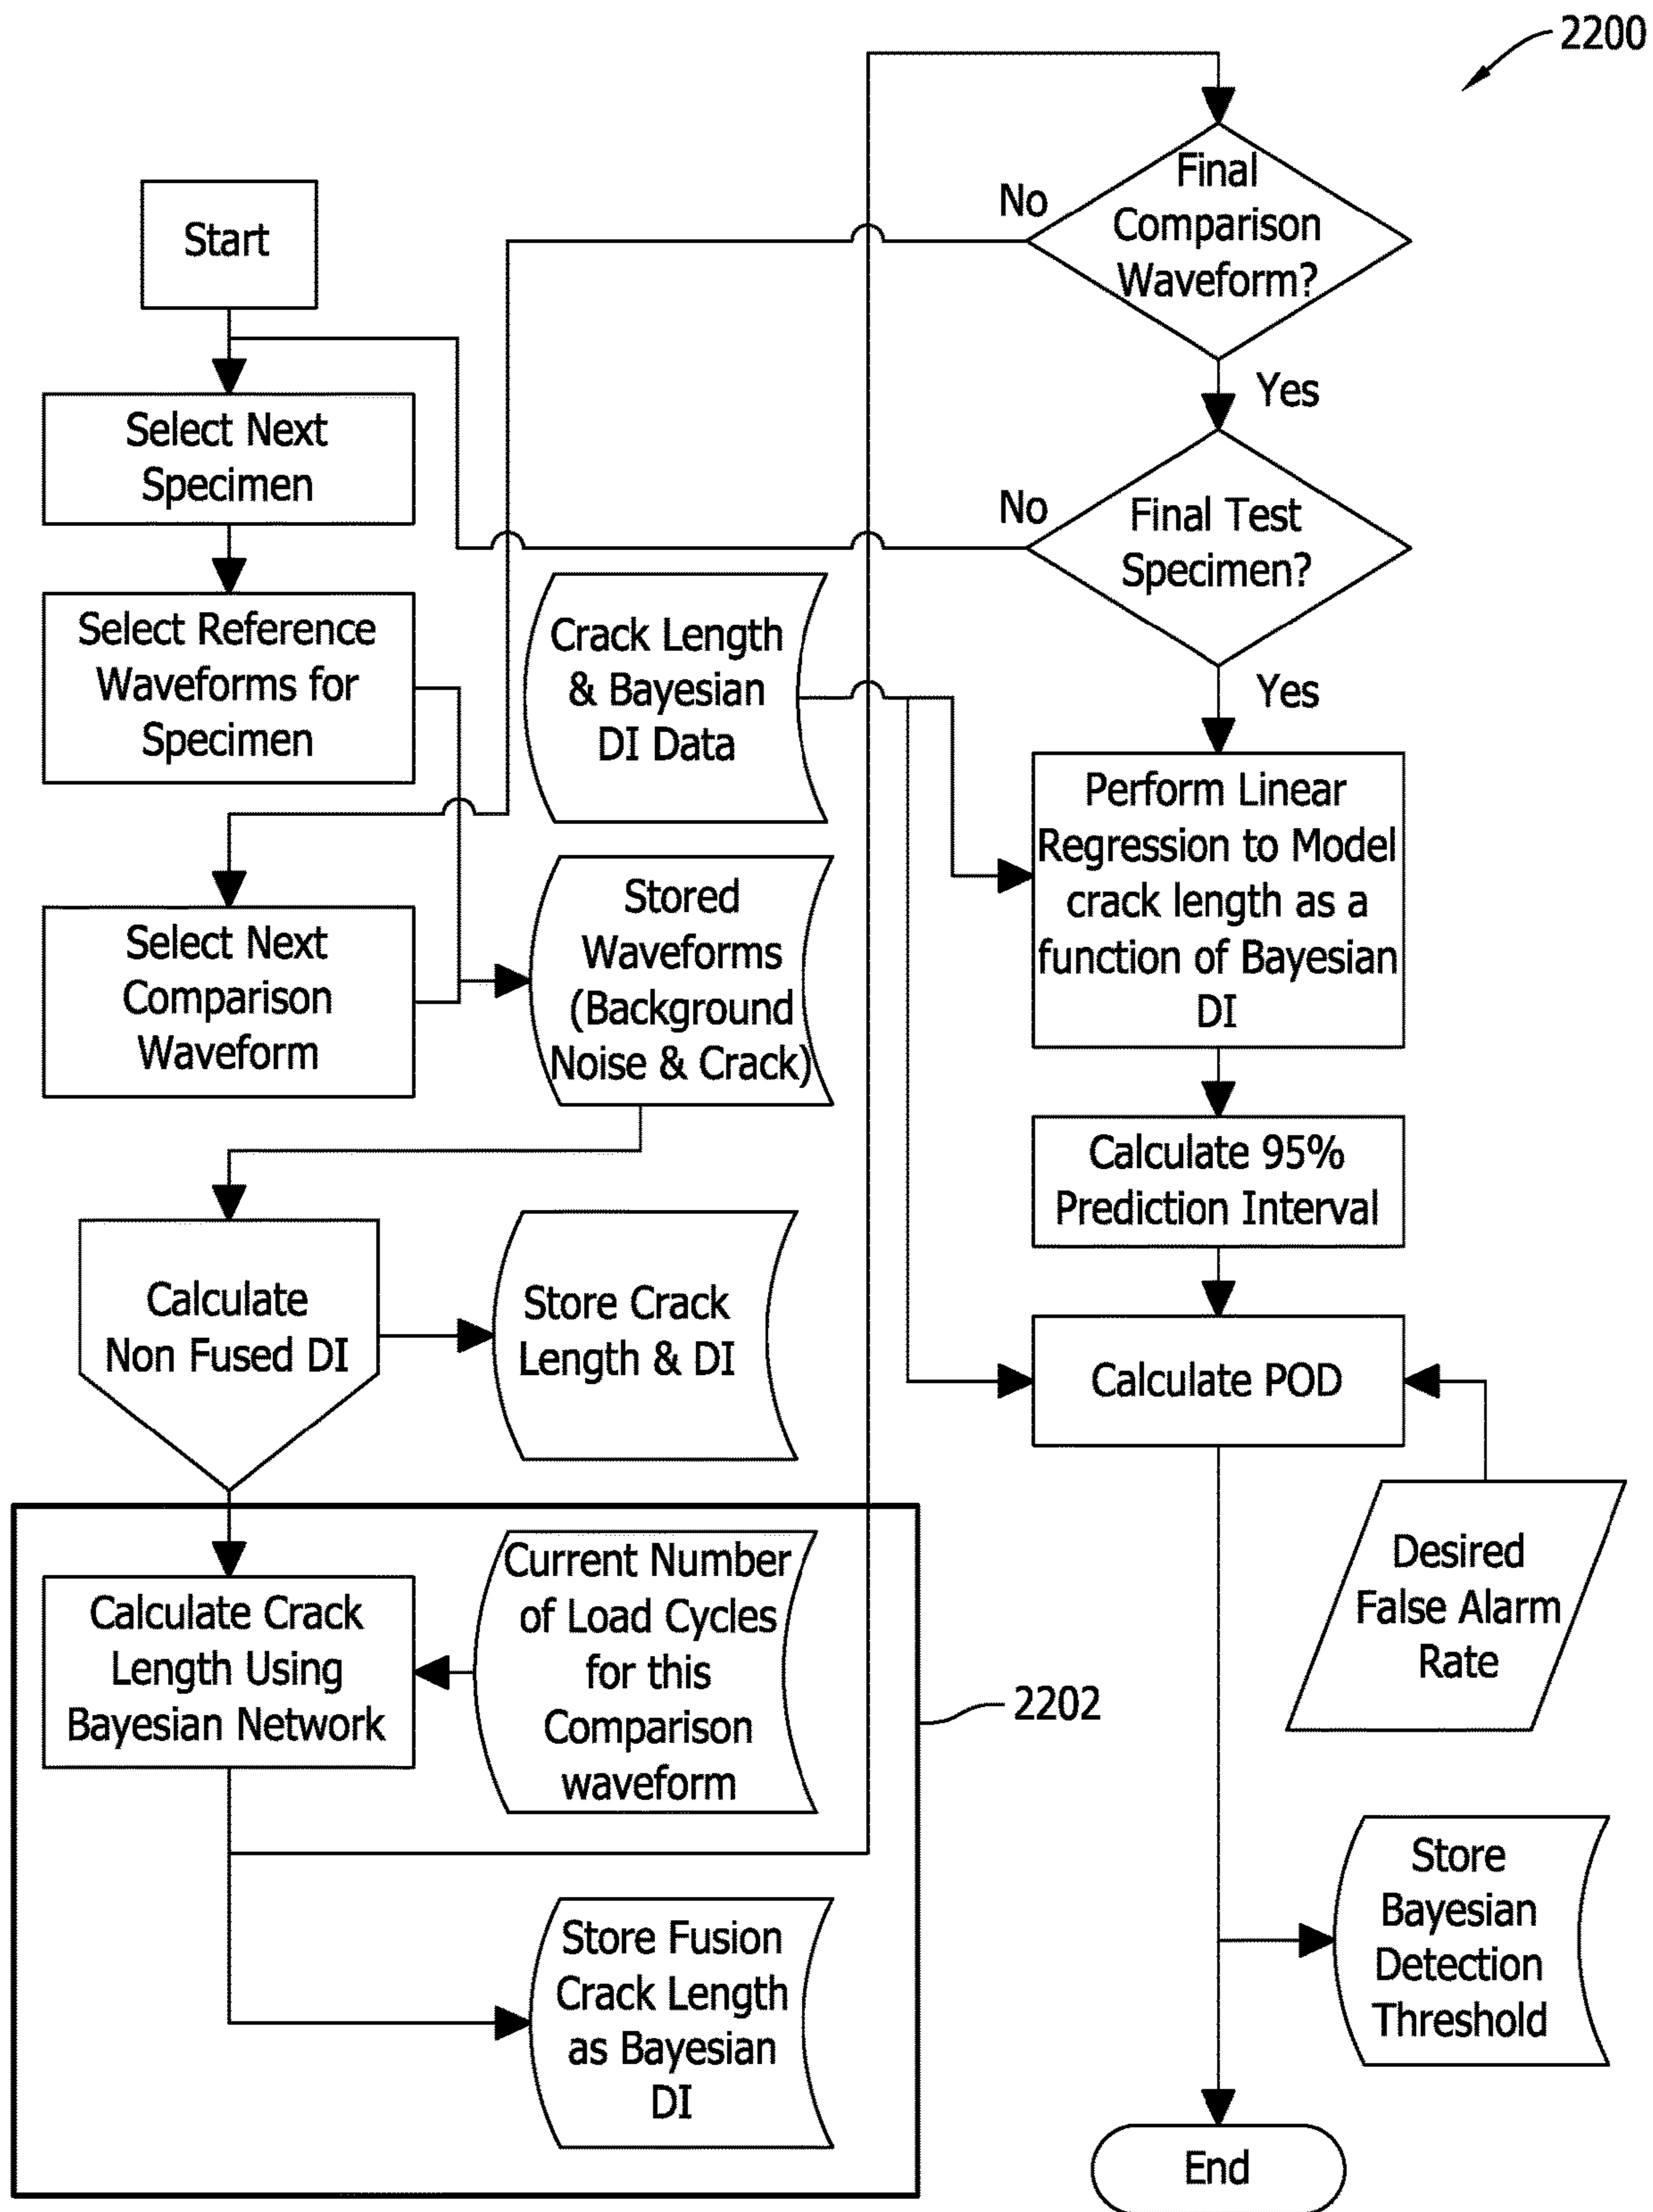 2200
Start
Select Next
Specimen
Select Reference
Waveforms for
Specimen
Select Next
Comparison
Waveform
Crack Length
& Bayesian
DI Data
Stored
Waveforms
(Background
Noise & Crack)
Calculate
Non Fused DI
Store Crack
Length & DI
Calculate Crack
Length Using
Bayesian Network
Current Number
of Load Cycles
for this
Comparison
waveform
2202
Store Fusion
Crack Length
as Bayesian
DI
Final
Comparison
Waveform?
No
Yes
Final Test
Specimen?
No
Yes
Perform Linear
Regression to Model
crack length as a
function of Bayesian
DI
Calculate 95%
Prediction Interval
Calculate POD
Desired
False Alarm
Rate
Store
Bayesian
Detection
Threshold
End